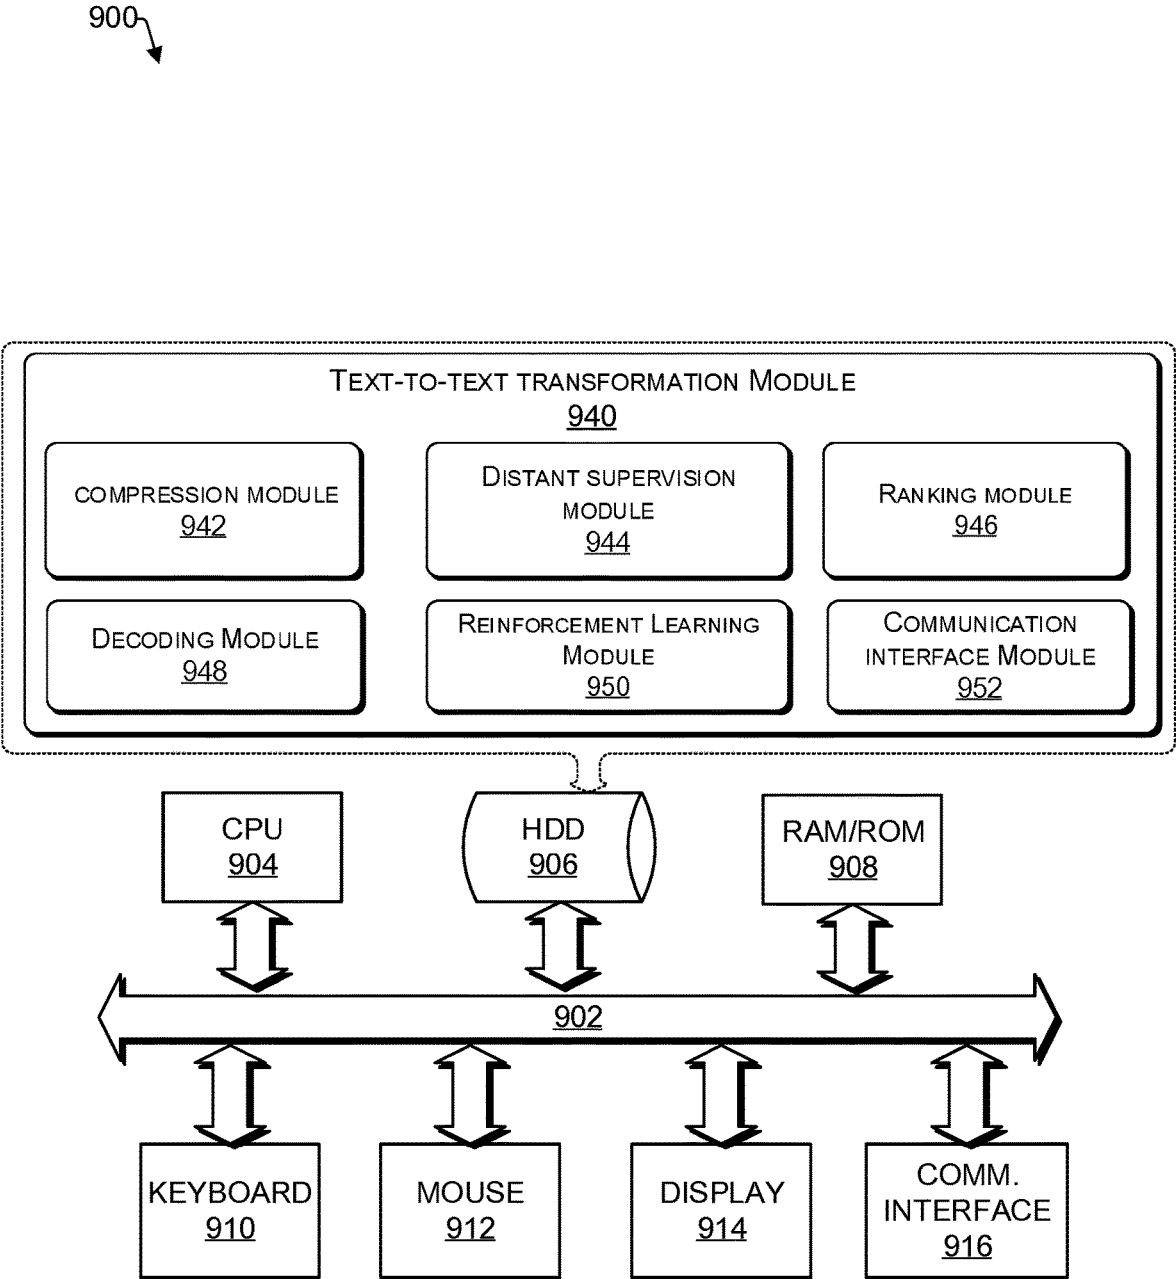 900
TEXT-TO-TEXT TRANSFORMATION MODULE
940
COMPRESSION MODULE
942
DISTANT SUPERVISION
MODULE
944
RANKING MODULE
946
DECODING MODULE
948
REINFORCEMENT LEARNING
MODULE
950
COMMUNICATION
INTERFACE MODULE
952
CPU
904
HDD
906
RAM/ROM
908
902
KEYBOARD
910
MOUSE
912
DISPLAY
914
COMM.
INTERFACE
916